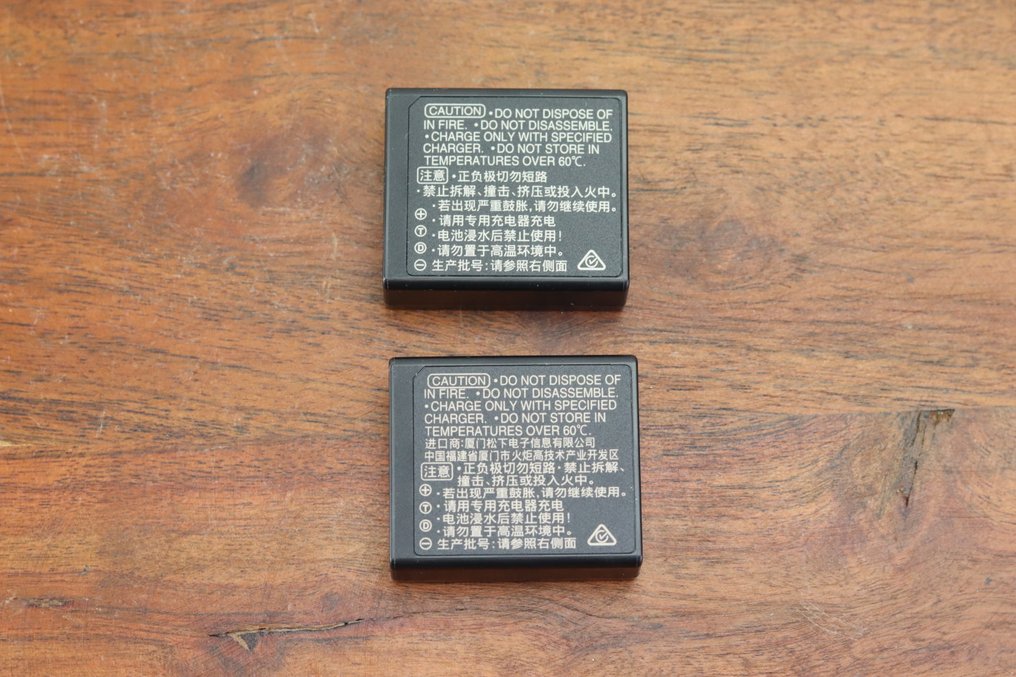 CAUTION •DO NOT DISPOSE OF
IN FIRE. •DO NOT DISASSEMBLE.
•CHARGE ONLY WITH SPECIFIED
CHARGER. •DO NOT STORE IN
TEMPERATURES OVER 60℃.
注意 •正负极切勿短路
·禁止拆解、撞击、挤压或投入火中。
·若出现严重鼓胀,请勿继续使用。
⊕ ·请用专用充电器充电
Ⓣ ·电池浸水后禁止使用!
Ⓓ ·请勿置于高温环境中。
⊖ 生产批号:请参照右侧面
CAUTION •DO NOT DISPOSE OF
IN FIRE. •DO NOT DISASSEMBLE.
•CHARGE ONLY WITH SPECIFIED
CHARGER. •DO NOT STORE IN
TEMPERATURES OVER 60℃.
进口商:厦门松下电子信息有限公司
中国福建省厦门市火炬高技术产业开发区
注意 •正负极切勿短路·禁止拆解、
撞击、挤压或投入火中。
⊕ ·若出现严重鼓胀,请勿继续使用。
Ⓣ ·请用专用充电器充电
·电池浸水后禁止使用!
Ⓓ ·请勿置于高温环境中。
⊖ 生产批号:请参照右侧面